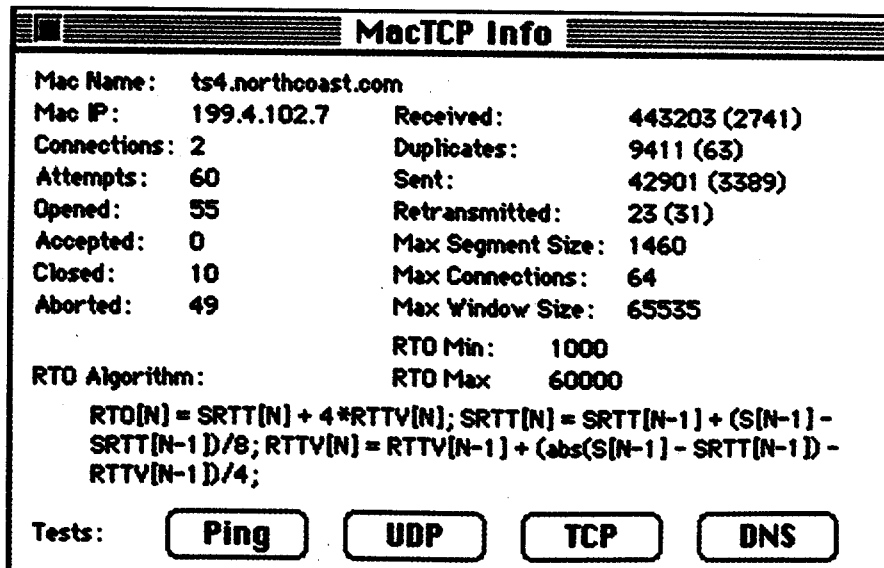 MacTCP Info
Mac Name: ts4.northcoast.com
Mac IP: 199.4.102.7 Received: 443203 (2741)
Connections: 2 Duplicates: 9411 (63)
Attempts: 60 Sent: 42901 (3389)
Opened: 55 Retransmitted: 23 (31)
Accepted: 0 Max Segment Size: 1460
Closed: 10 Max Connections: 64
Aborted: 49 Max Window Size: 65535
RTO Min: 1000
RTO Algorithm: RTO Max 60000
RTO[N] = SRTT[N] + 4*RTTV[N]; SRTT[N] = SRTT[N-1] + (S[N-1] -
SRTT[N-1])/8; RTTV[N] = RTTV[N-1] + (abs(S[N-1] - SRTT[N-1]) -
RTTV[N-1])/4;
Tests: Ping UDP TCP DNS